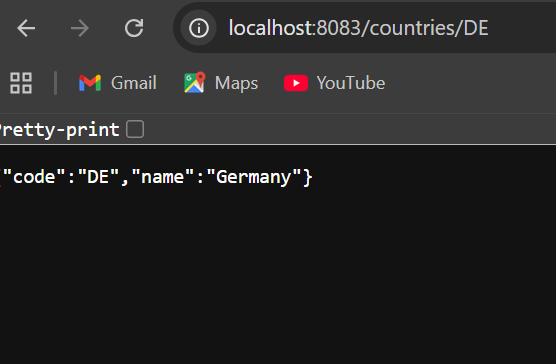 localhost:8083/countries/DE
Gmail Maps YouTube
retty-print
"code":"DE","name":"Germany"}